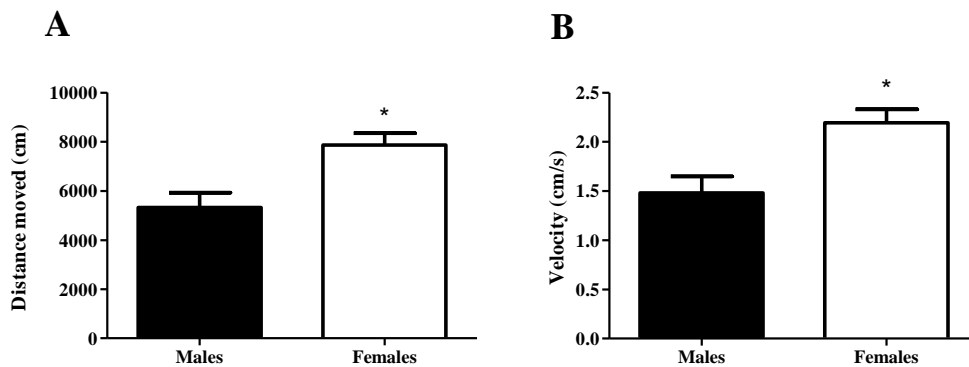 A
Distance moved (cm)
10000
8000
6000
4000
2000
0
*
Males Females
B
Velocity (cm/s)
2.5
2.0
1.5
1.0
0.5
0.0
*
Males Females